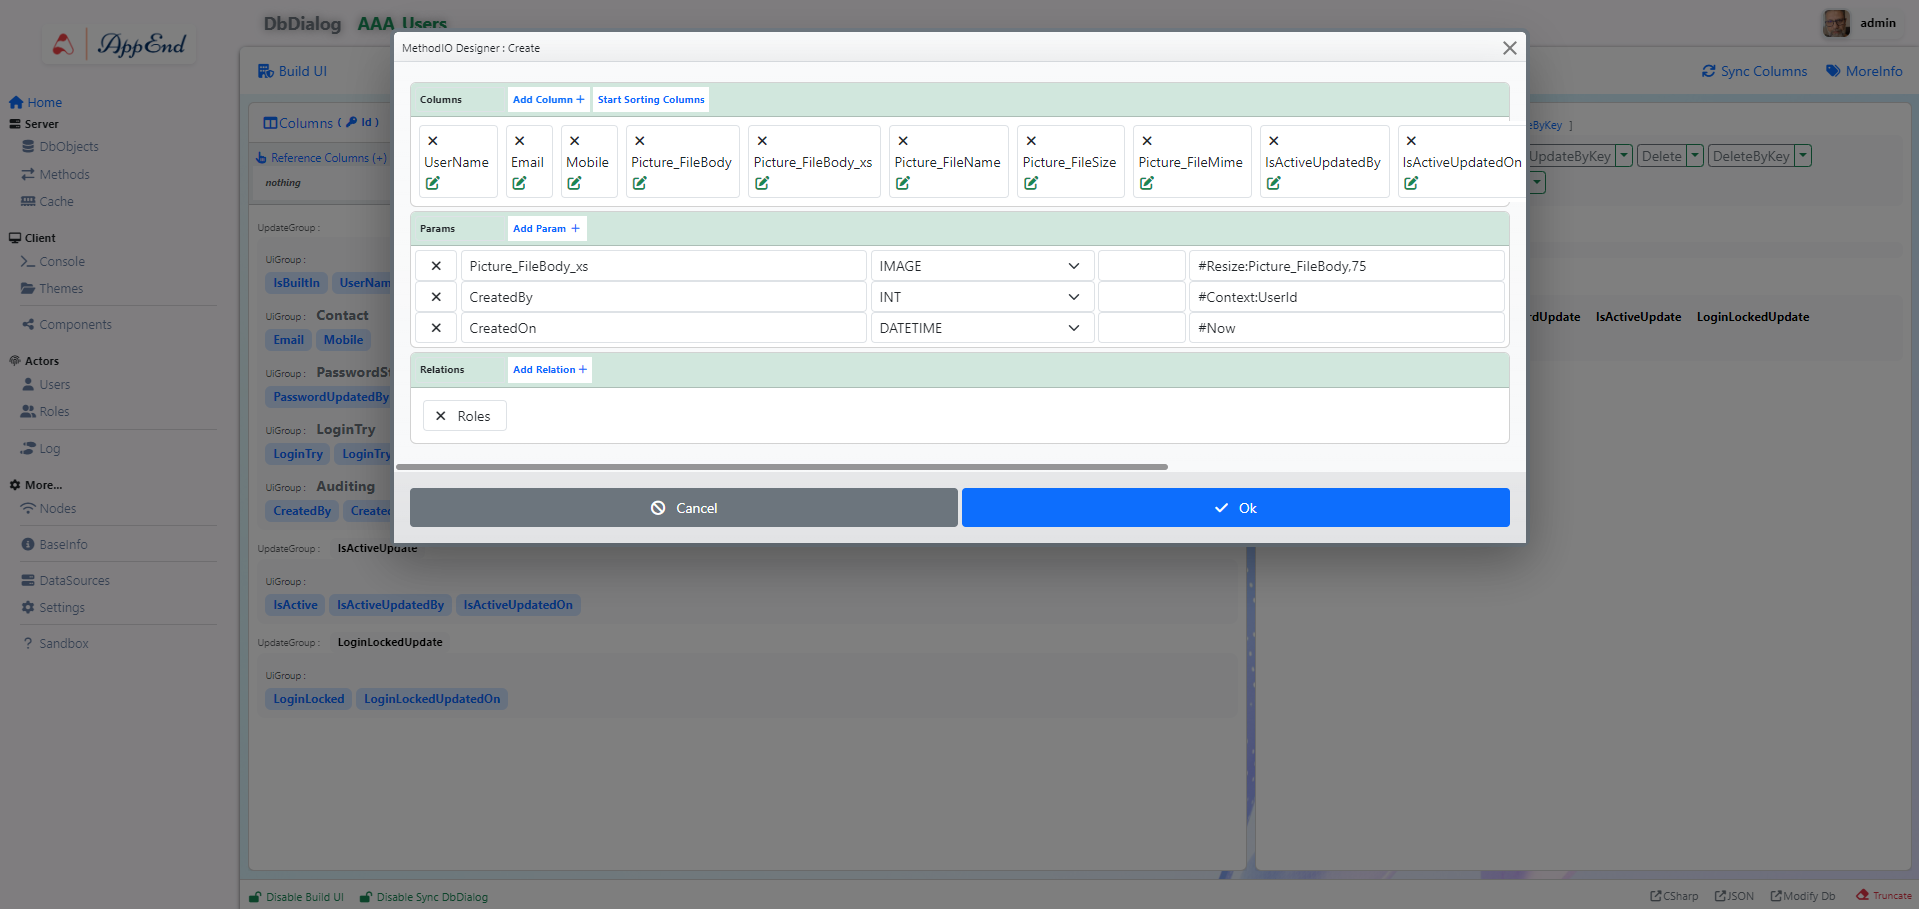 DbDialog AAA_Users
AppEnd
admin
MethodIO Designer : Create
Build UI
Sync Columns MoreInfo
Home
Server
DbObjects
Methods
Cache
Client
Console
Themes
Components
Actors
Users
Roles
Log
More...
Nodes
BaseInfo
DataSources
Settings
Sandbox
Columns ( Id )
Reference Columns (+)
nothing
UpdateGroup :
UiGroup :
IsBuiltIn
UiGroup : Contact
Email Mobile
UiGroup :
PasswordUpdatedBy
UiGroup : LoginTry
LoginTry
UiGroup : Auditing
CreatedBy
UpdateGroup : IsActiveUpdate
UiGroup :
IsActive IsActiveUpdatedBy IsActiveUpdatedOn
UpdateGroup : LoginLockedUpdate
UiGroup :
LoginLocked LoginLockedUpdatedOn
Columns Add Column + Start Sorting Columns
UserName Email Mobile Picture_FileBody Picture_FileBody_xs Picture_FileName Picture_FileSize Picture_FileMime IsActiveUpdatedBy IsActiveUpdatedOn
Params Add Param +
Picture_FileBody_xs IMAGE #Resize:Picture_FileBody,75
CreatedBy INT #Context:UserId
CreatedOn DATETIME #Now
Relations Add Relation +
Roles
Cancel Ok
eByKey ]
UpdateByKey Delete DeleteByKey
rdUpdate IsActiveUpdate LoginLockedUpdate
Disable Build UI Disable Sync DbDialog
CSharp JSON Modify Db Truncate